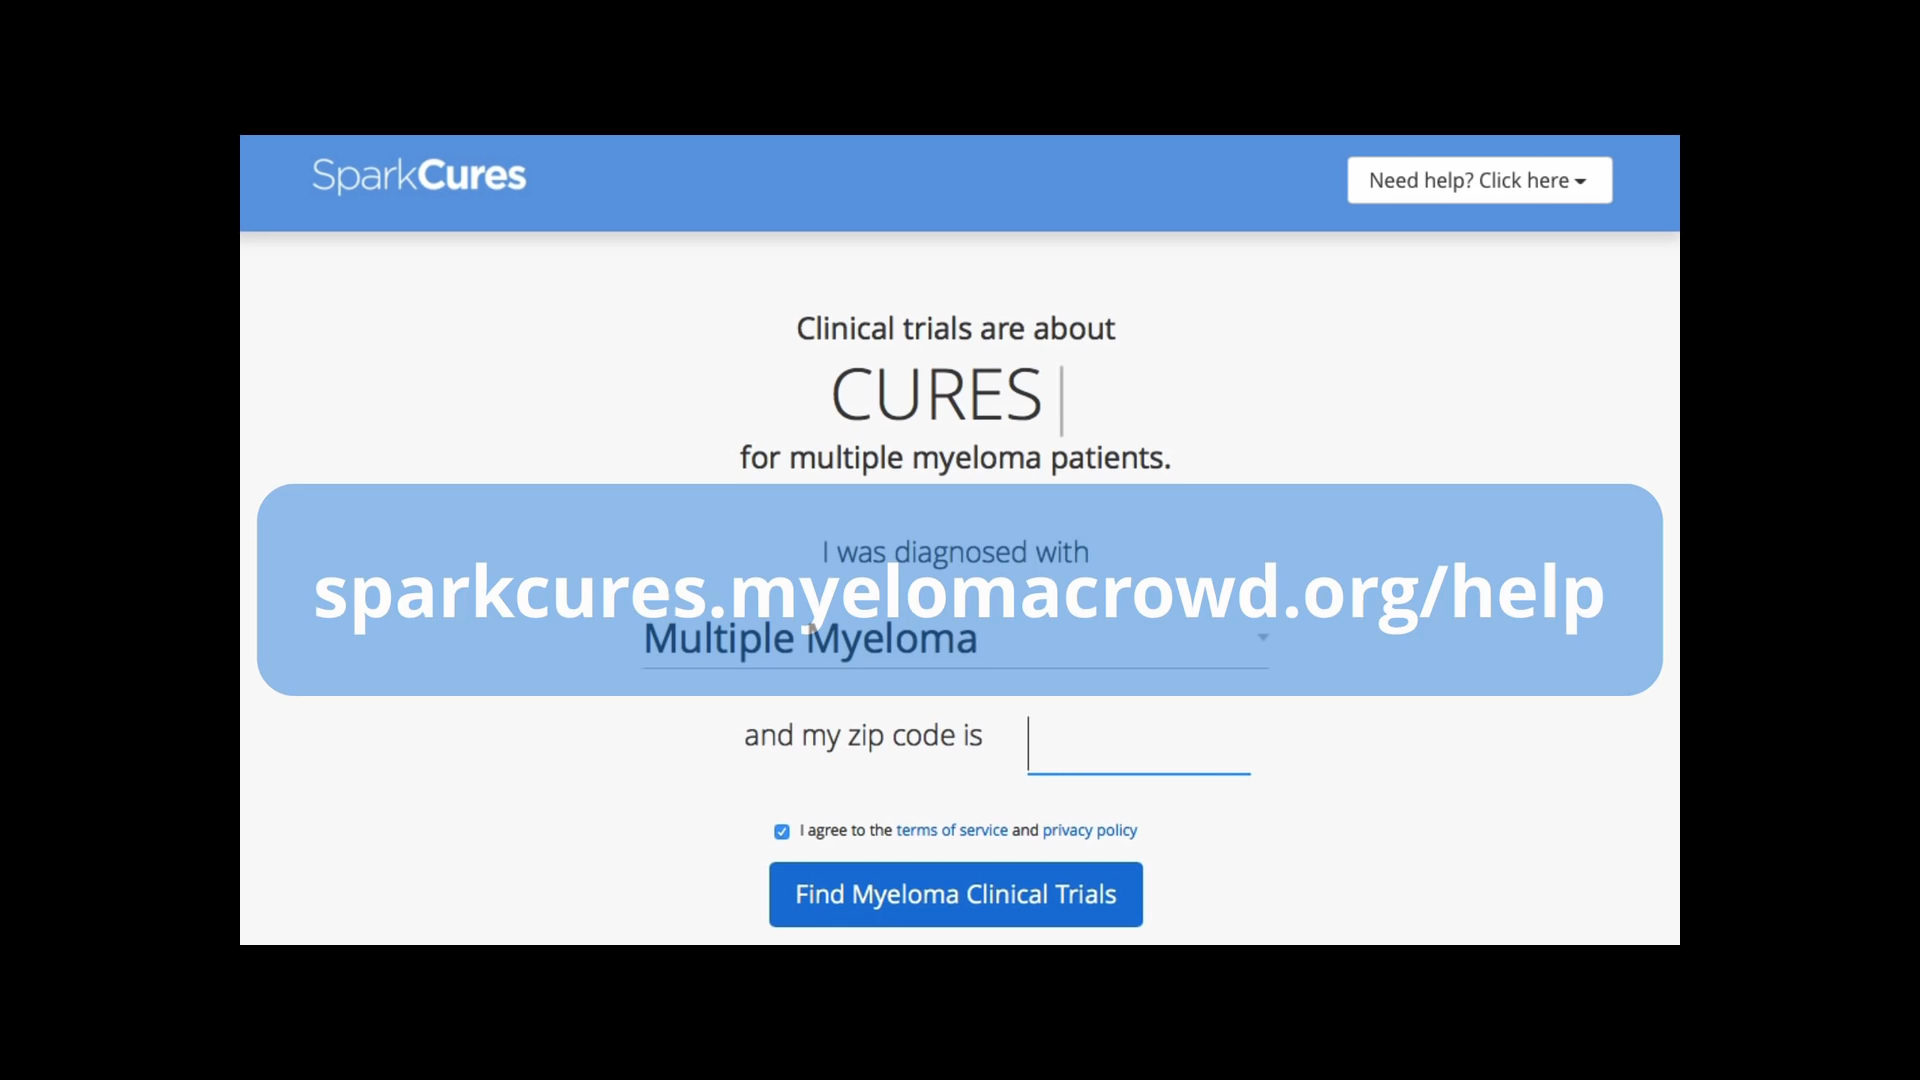 SparkCures
Need help? Click here
Clinical trials are about
CURES
for multiple myeloma patients.
I was diagnosed with
sparkcures.myelomacrowd.org/help
Multiple Myeloma
and my zip code is
I agree to the terms of service and privacy policy
Find Myeloma Clinical Trials